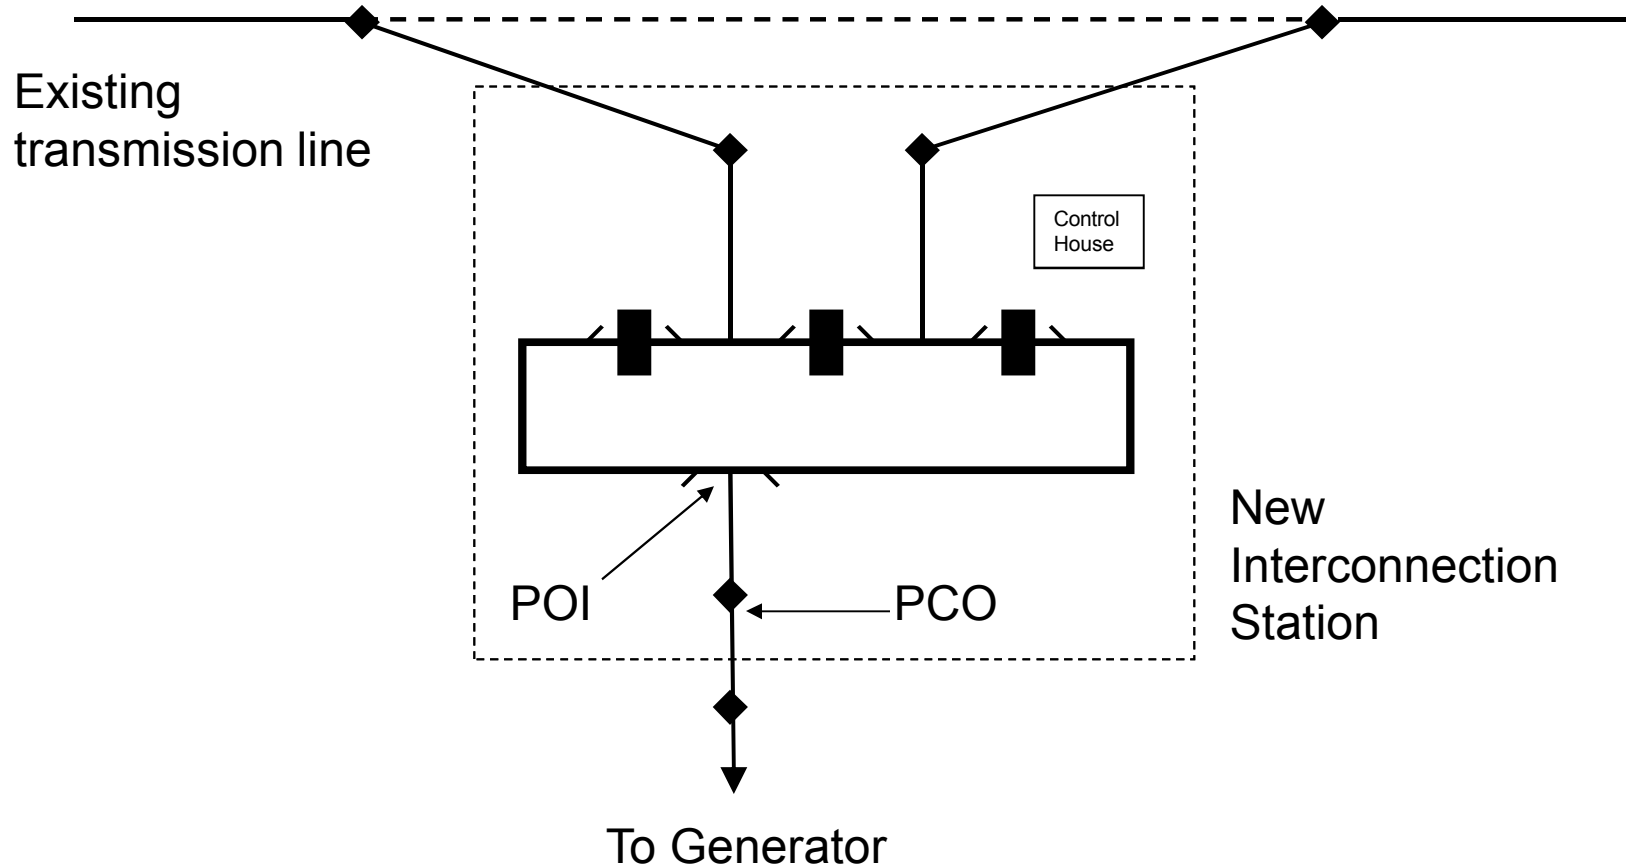 Existing
transmission line
Control
House
New
Interconnection
Station
POI
PCO
To Generator